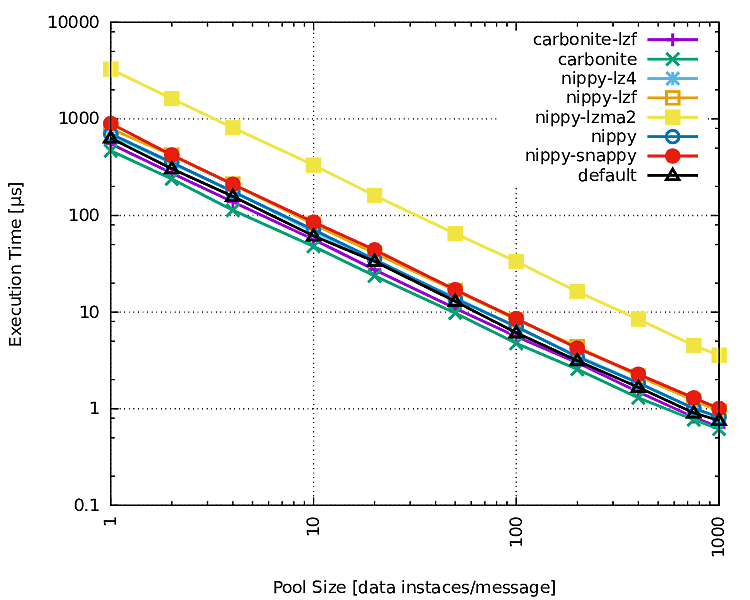 10000
1000
100
10
1
0.1
Execution Time [µs]
carbonite-lzf
carbonite
nippy-lz4
nippy-lzf
nippy-lzma2
nippy
nippy-snappy
default
1
10
100
1000
Pool Size [data instaces/message]